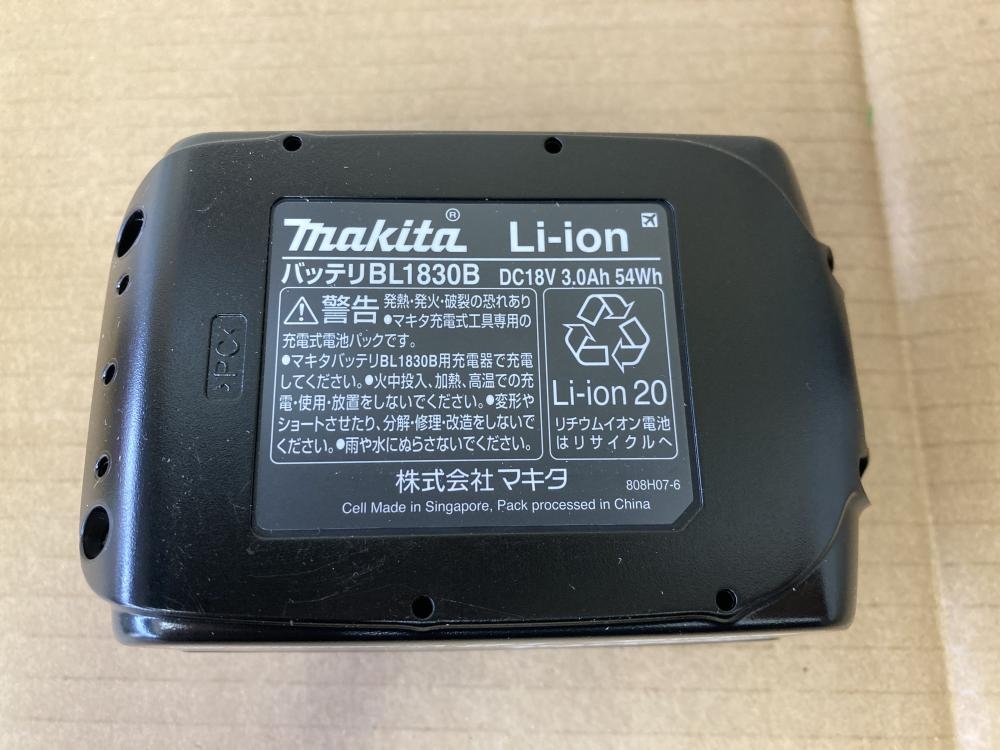 makita® Li-ion
バッテリBL1830B DC18V 3.0Ah 54Wh
警告 発熱・発火・破裂の恐れあり
●マキタ充電式工具専用の
充電式電池パックです。
●マキタバッテリBL1830B用充電器で充電
してください。●火中投入、加熱、高温での充
電・使用・放置をしないでください。●変形や
ショートさせたり、分解・修理・改造をしないで
ください。●雨や水にぬらさないでください。
Li-ion 20
リチウムイオン電池
はリサイクルへ
株式会社マキタ 808H07-6
Cell Made in Singapore, Pack processed in China
>PC<